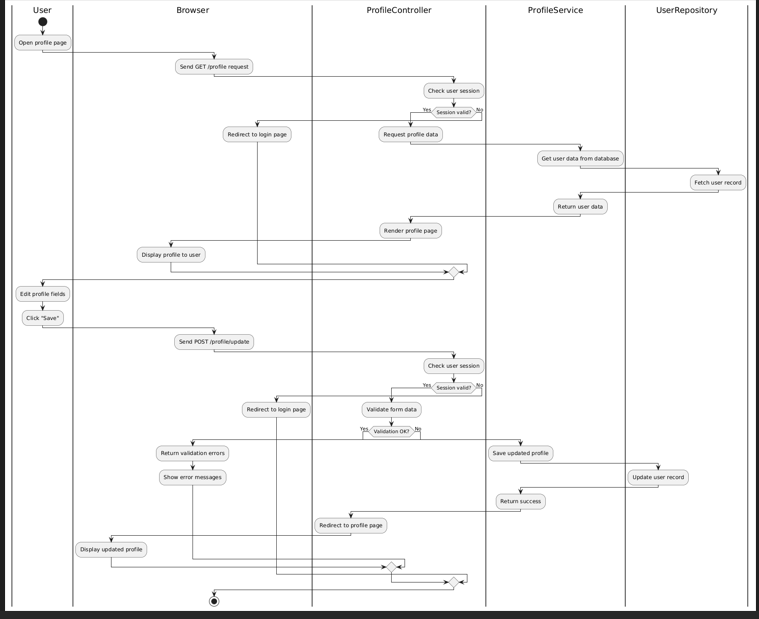 User
Browser
ProfileController
ProfileService
UserRepository
Open profile page
Send GET /profile request
Check user session
Yes
Session valid?
No
Redirect to login page
Request profile data
Get user data from database
Fetch user record
Return user data
Render profile page
Display profile to user
Edit profile fields
Click "Save"
Send POST /profile/update
Check user session
Yes
Session valid?
No
Redirect to login page
Validate form data
Yes
Validation OK?
No
Return validation errors
Save updated profile
Show error messages
Update user record
Return success
Redirect to profile page
Display updated profile